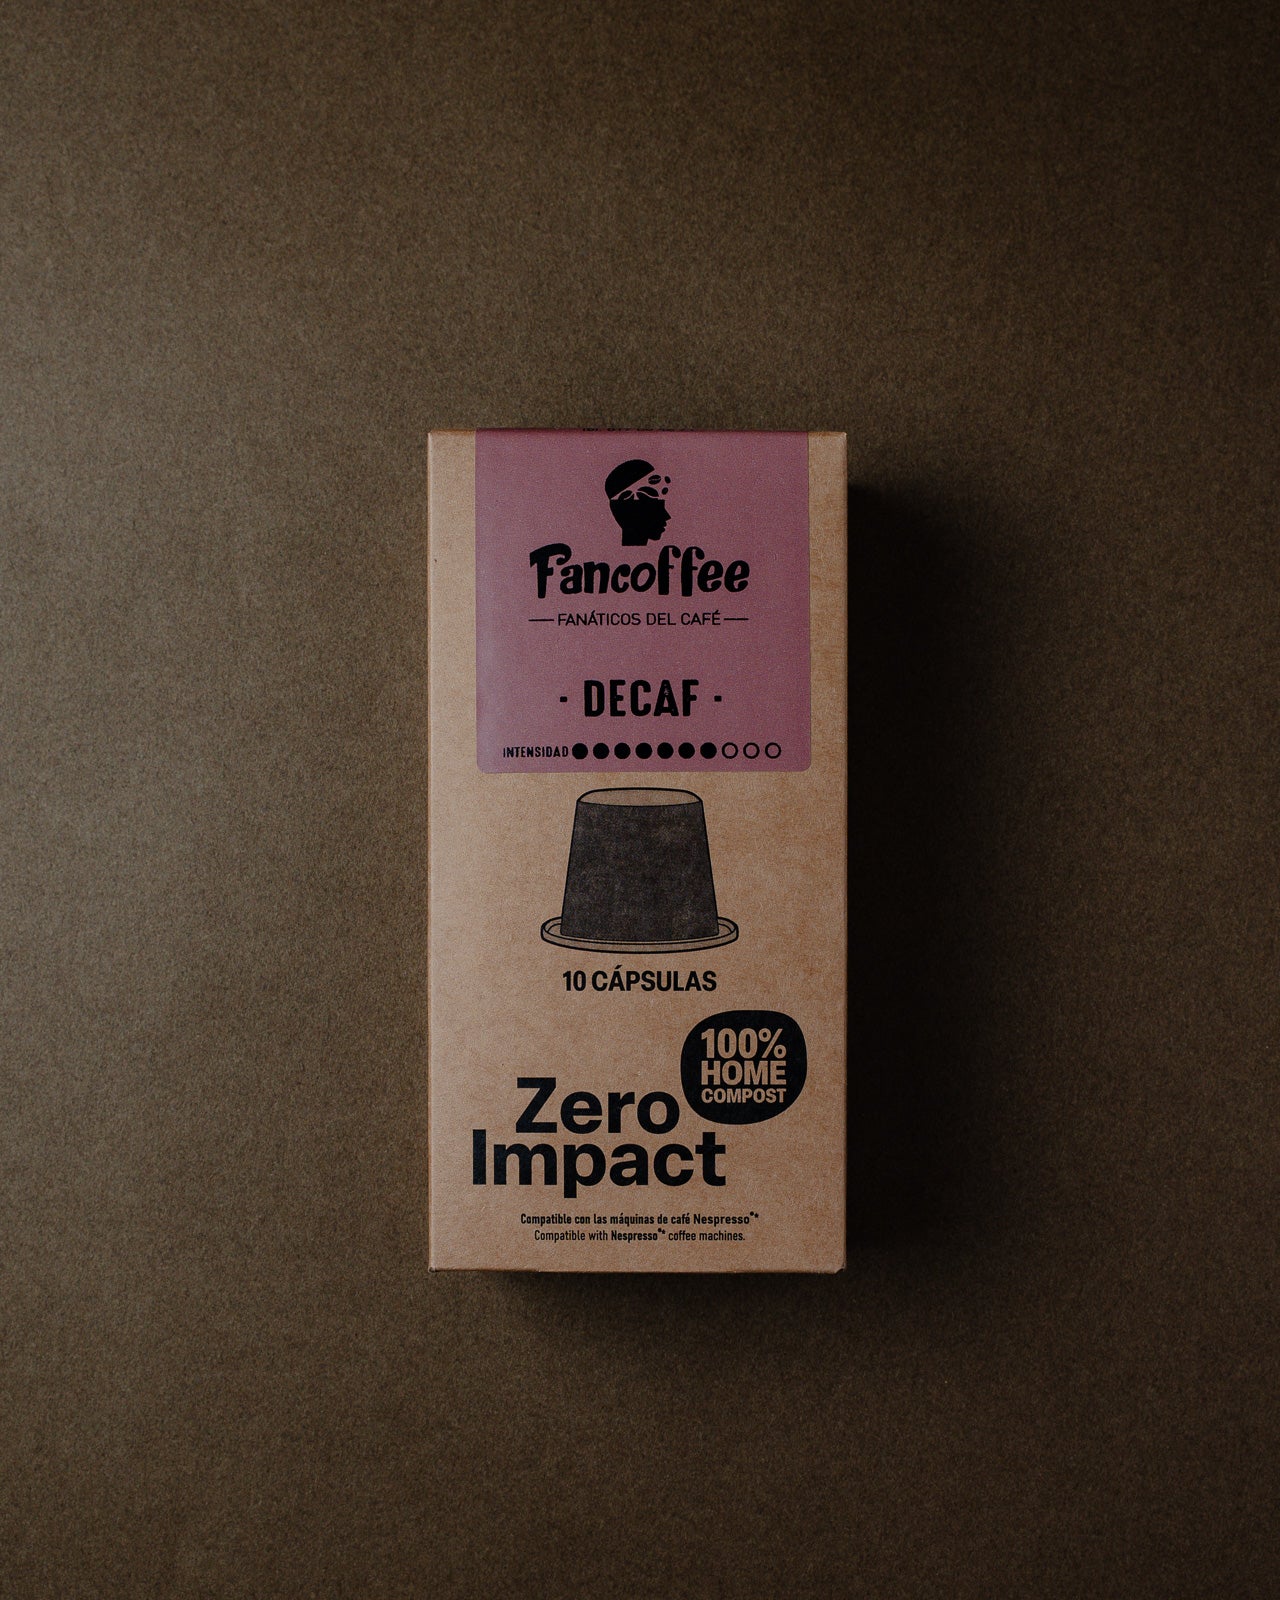 Fancoffee
FANÁTICOS DEL CAFÉ
· DECAF ·
INTENSIDAD
10 CÁPSULAS
100%
HOME
COMPOST
Zero
Impact
Compatible con las máquinas de café Nespresso®*
Compatible with Nespresso®* coffee machines.